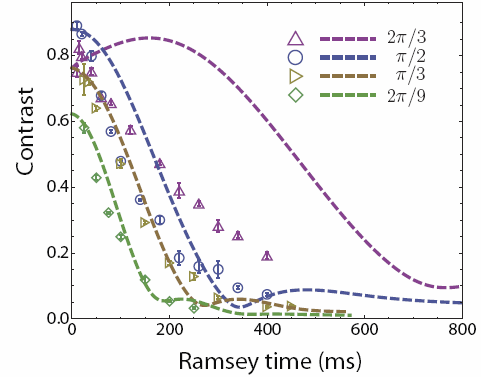 2π/3
π/2
π/3
2π/9
0.8
0.6
0.4
0.2
0.0
0 200 400 600 800
Contrast
Ramsey time (ms)